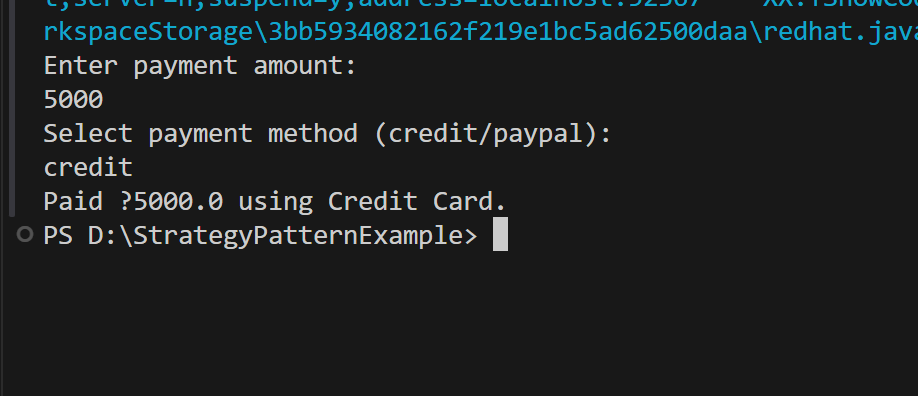 rkspaceStorage\3bb5934082162f219e1bc5ad62500daa\redhat.java
Enter payment amount:
5000
Select payment method (credit/paypal):
credit
Paid ?5000.0 using Credit Card.
PS D:\StrategyPatternExample>